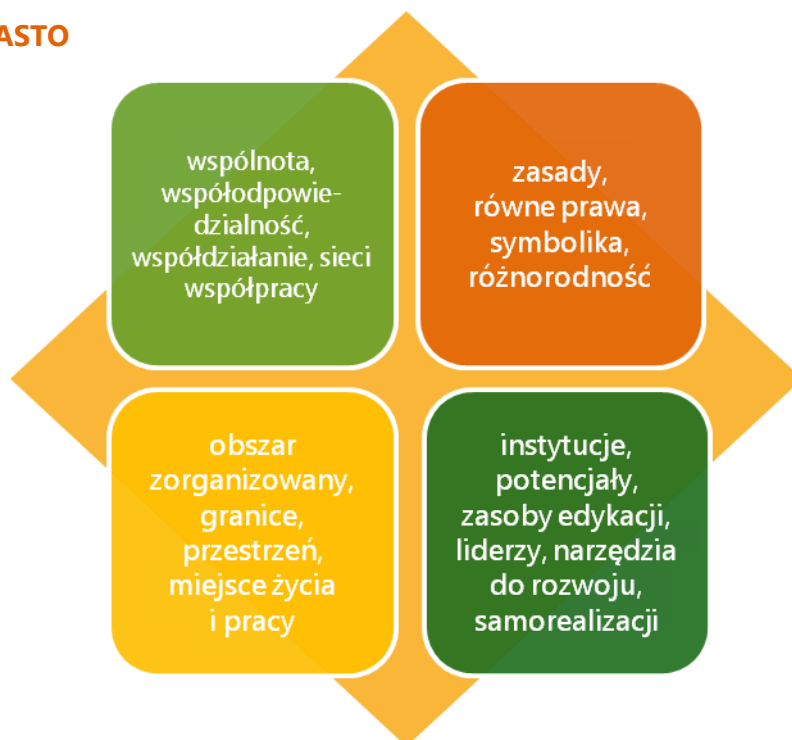 ASTO
wspólnota,
współodpowie-
dzialność,
współdziałanie, sieci
współpracy
zasady,
równe prawa,
symbolika,
różnorodność
obszar
zorganizowany,
granice,
przestrzeń,
miejsce życia
i pracy
instytucje,
potencjały,
zasoby edykacji,
liderzy, narzędzia
do rozwoju,
samorealizacji